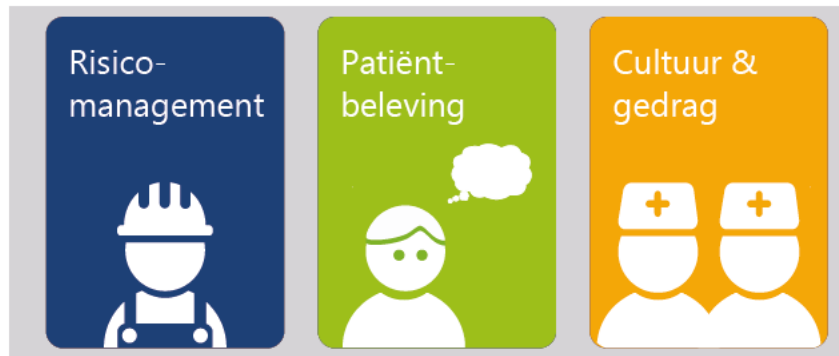 Risico-
management
Patiënt-
beleving
Cultuur &
gedrag